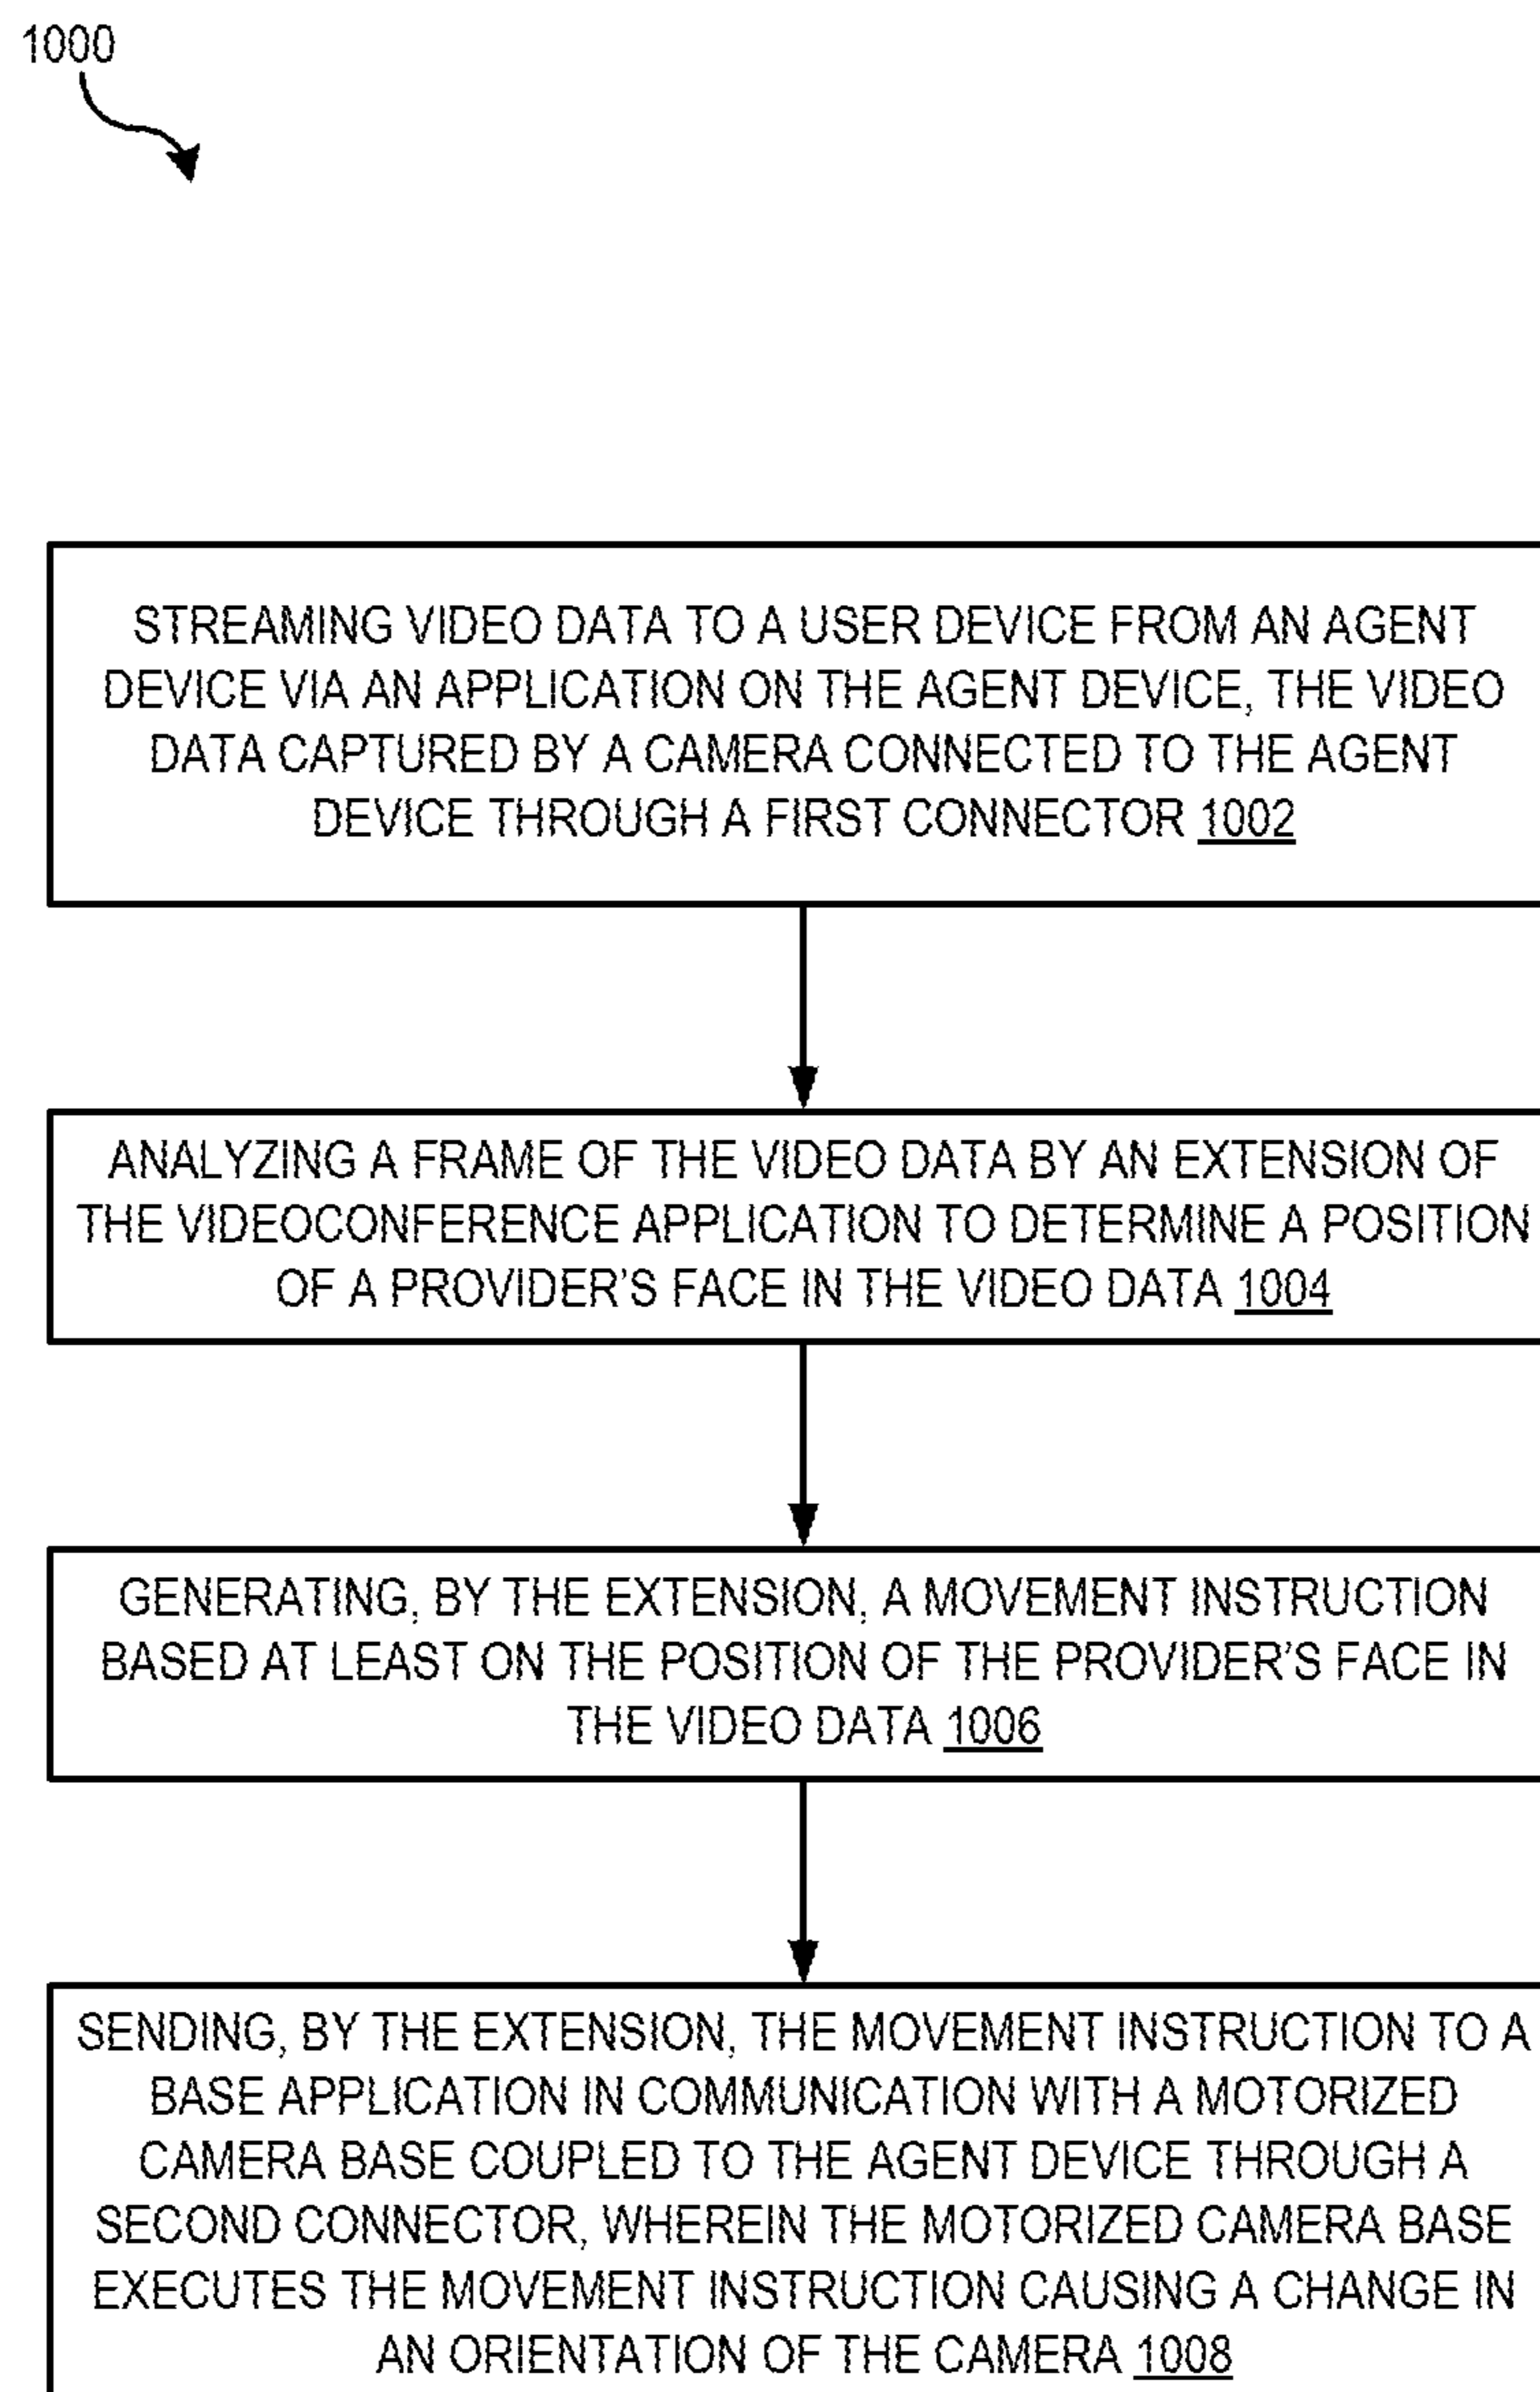 1000
STREAMING VIDEO DATA TO A USER DEVICE FROM AN AGENT
DEVICE VIA AN APPLICATION ON THE AGENT DEVICE, THE VIDEO
DATA CAPTURED BY A CAMERA CONNECTED TO THE AGENT
DEVICE THROUGH A FIRST CONNECTOR 1002
ANALYZING A FRAME OF THE VIDEO DATA BY AN EXTENSION OF
THE VIDEOCONFERENCE APPLICATION TO DETERMINE A POSITION
OF A PROVIDER'S FACE IN THE VIDEO DATA 1004
GENERATING, BY THE EXTENSION, A MOVEMENT INSTRUCTION
BASED AT LEAST ON THE POSITION OF THE PROVIDER'S FACE IN
THE VIDEO DATA 1006
SENDING, BY THE EXTENSION, THE MOVEMENT INSTRUCTION TO A
BASE APPLICATION IN COMMUNICATION WITH A MOTORIZED
CAMERA BASE COUPLED TO THE AGENT DEVICE THROUGH A
SECOND CONNECTOR, WHEREIN THE MOTORIZED CAMERA BASE
EXECUTES THE MOVEMENT INSTRUCTION CAUSING A CHANGE IN
AN ORIENTATION OF THE CAMERA 1008